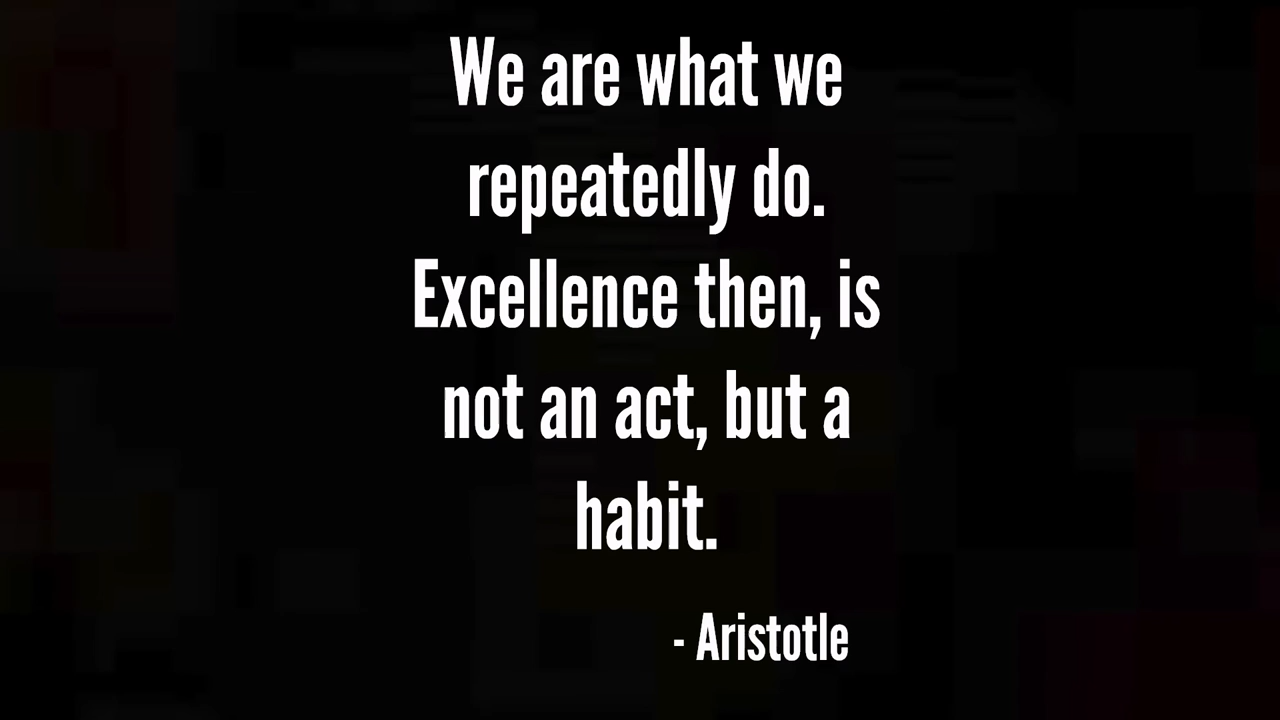 We are what we
repeatedly do.
Excellence then, is
not an act, but a
habit.
- Aristotle